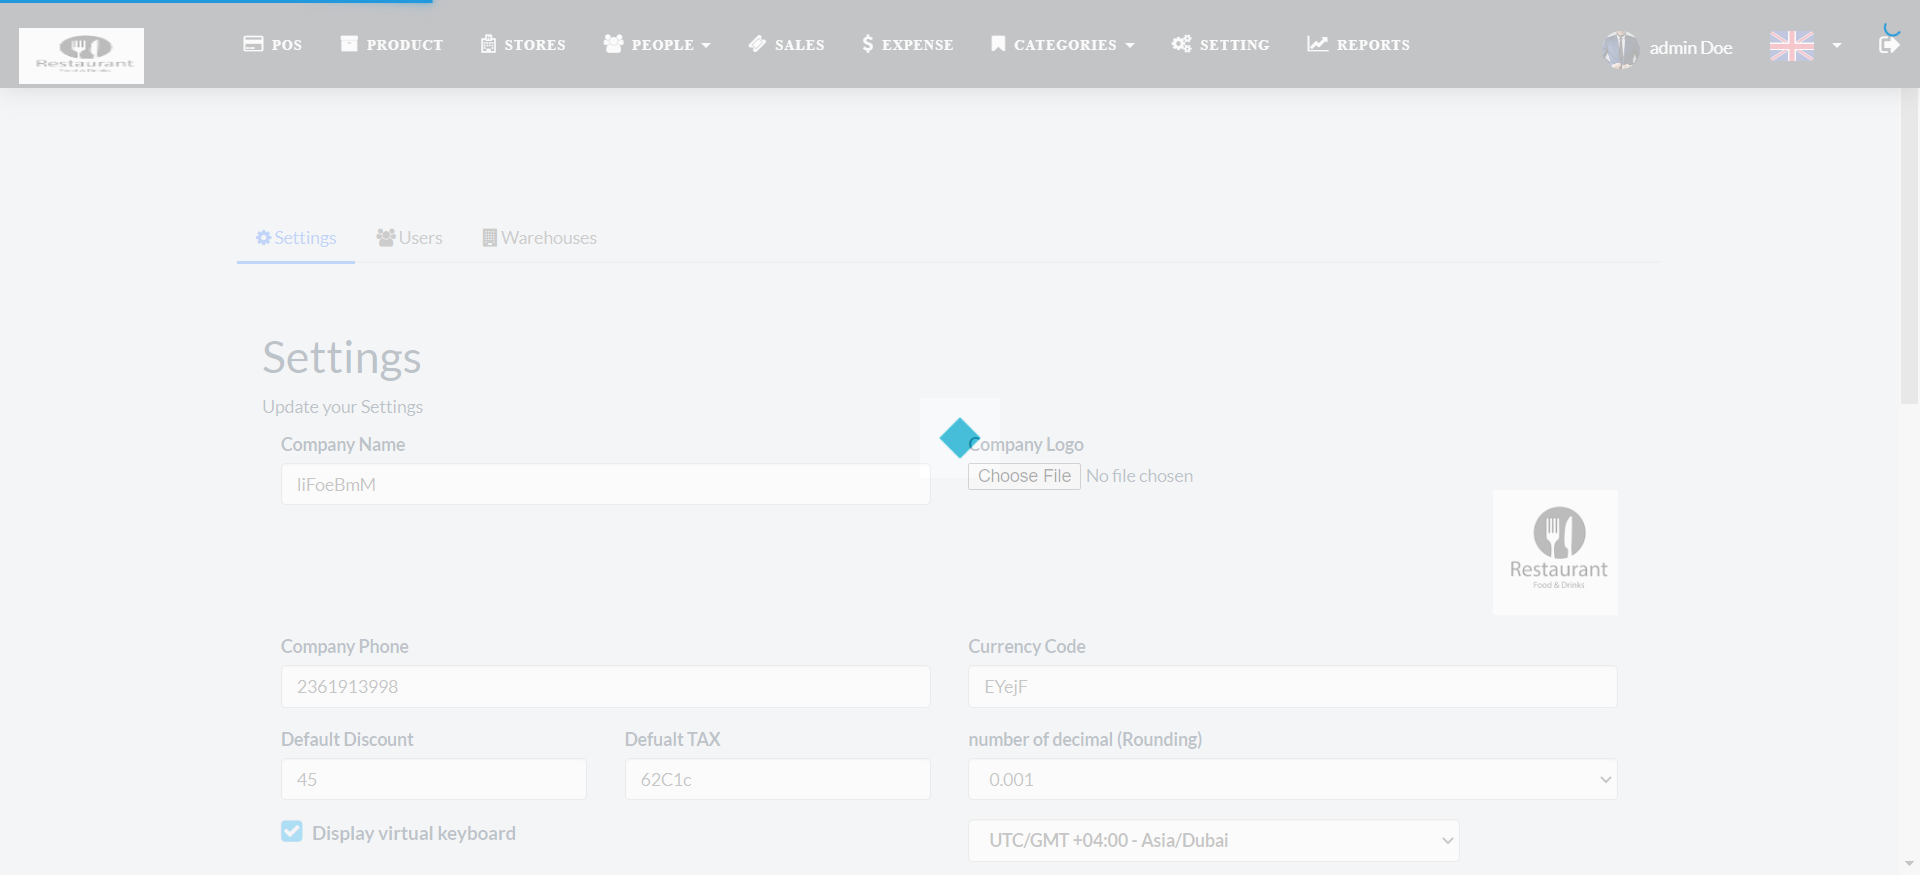 Restaurant
Food & Drinks
POS
PRODUCT
STORES
PEOPLE
SALES
EXPENSE
CATEGORIES
SETTING
REPORTS
admin Doe
Settings
Users
Warehouses
Settings
Update your Settings
Company Name
Company Logo
liFoeBmM
Choose File No file chosen
Restaurant
Food & Drinks
Company Phone
Currency Code
2361913998
EYejF
Default Discount
Defualt TAX
number of decimal (Rounding)
45
62C1c
0.001
Display virtual keyboard
UTC/GMT +04:00 - Asia/Dubai